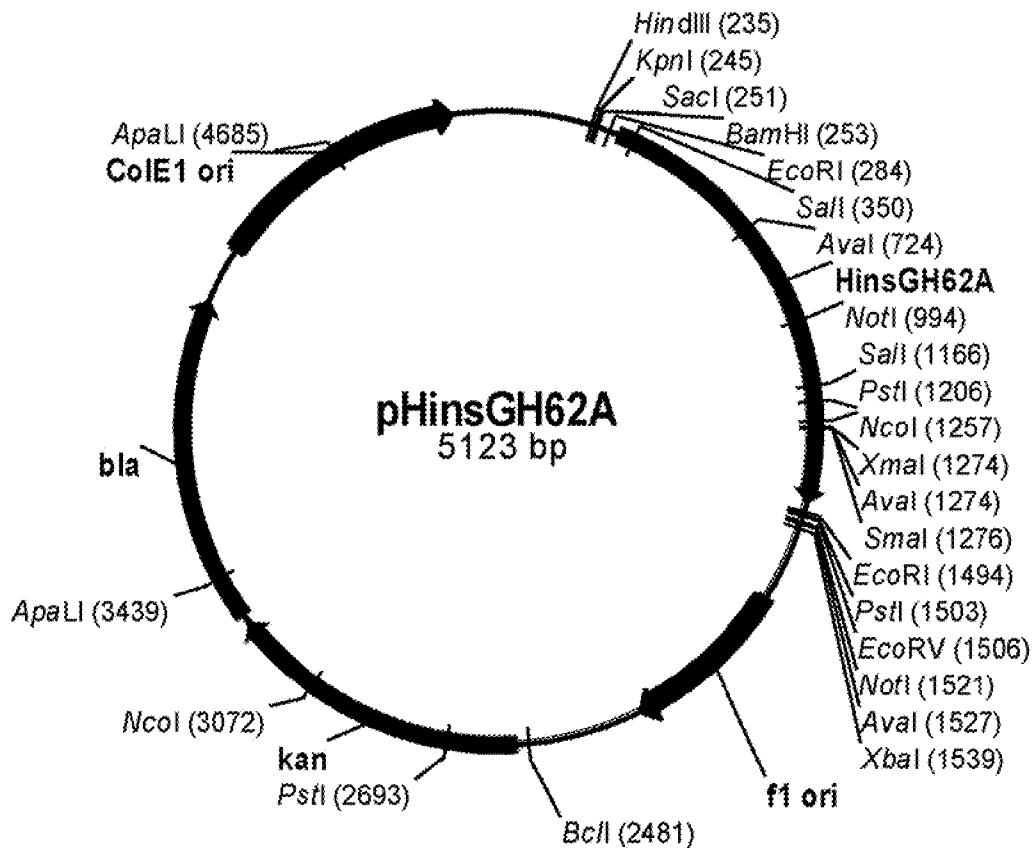 HindIII (235)
KpnI (245)
SacI (251)
BamHI (253)
EcoRI (284)
SalI (350)
AvaI (724)
HinsGH62A
NotI (994)
SalI (1166)
PstI (1206)
NcoI (1257)
XmaI (1274)
AvaI (1274)
SmaI (1276)
EcoRI (1494)
PstI (1503)
EcoRV (1506)
NotI (1521)
AvaI (1527)
XbaI (1539)
f1 ori
BclI (2481)
PstI (2693)
kan
NcoI (3072)
ApaLI (3439)
bla
ColE1 ori
ApaLI (4685)
pHinsGH62A
5123 bp